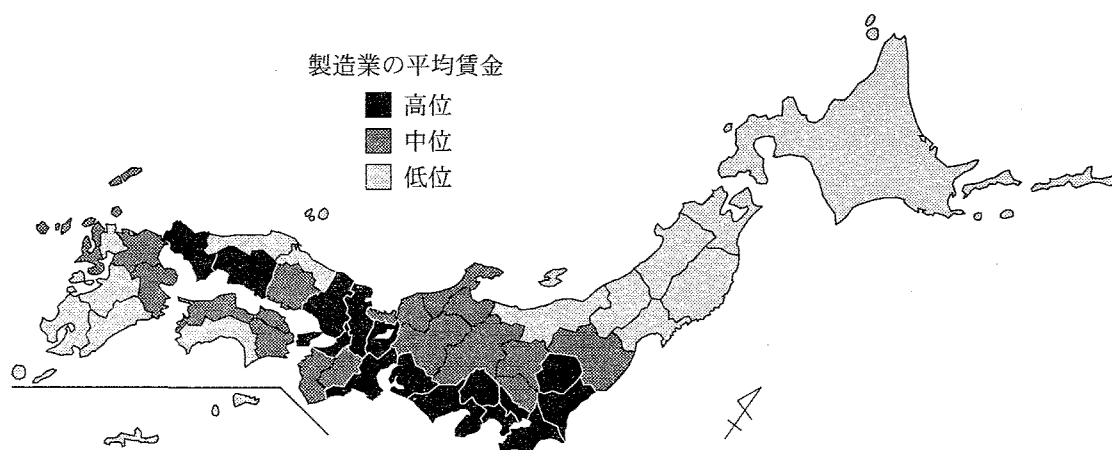 製造業の平均賃金
高位
中位
低位